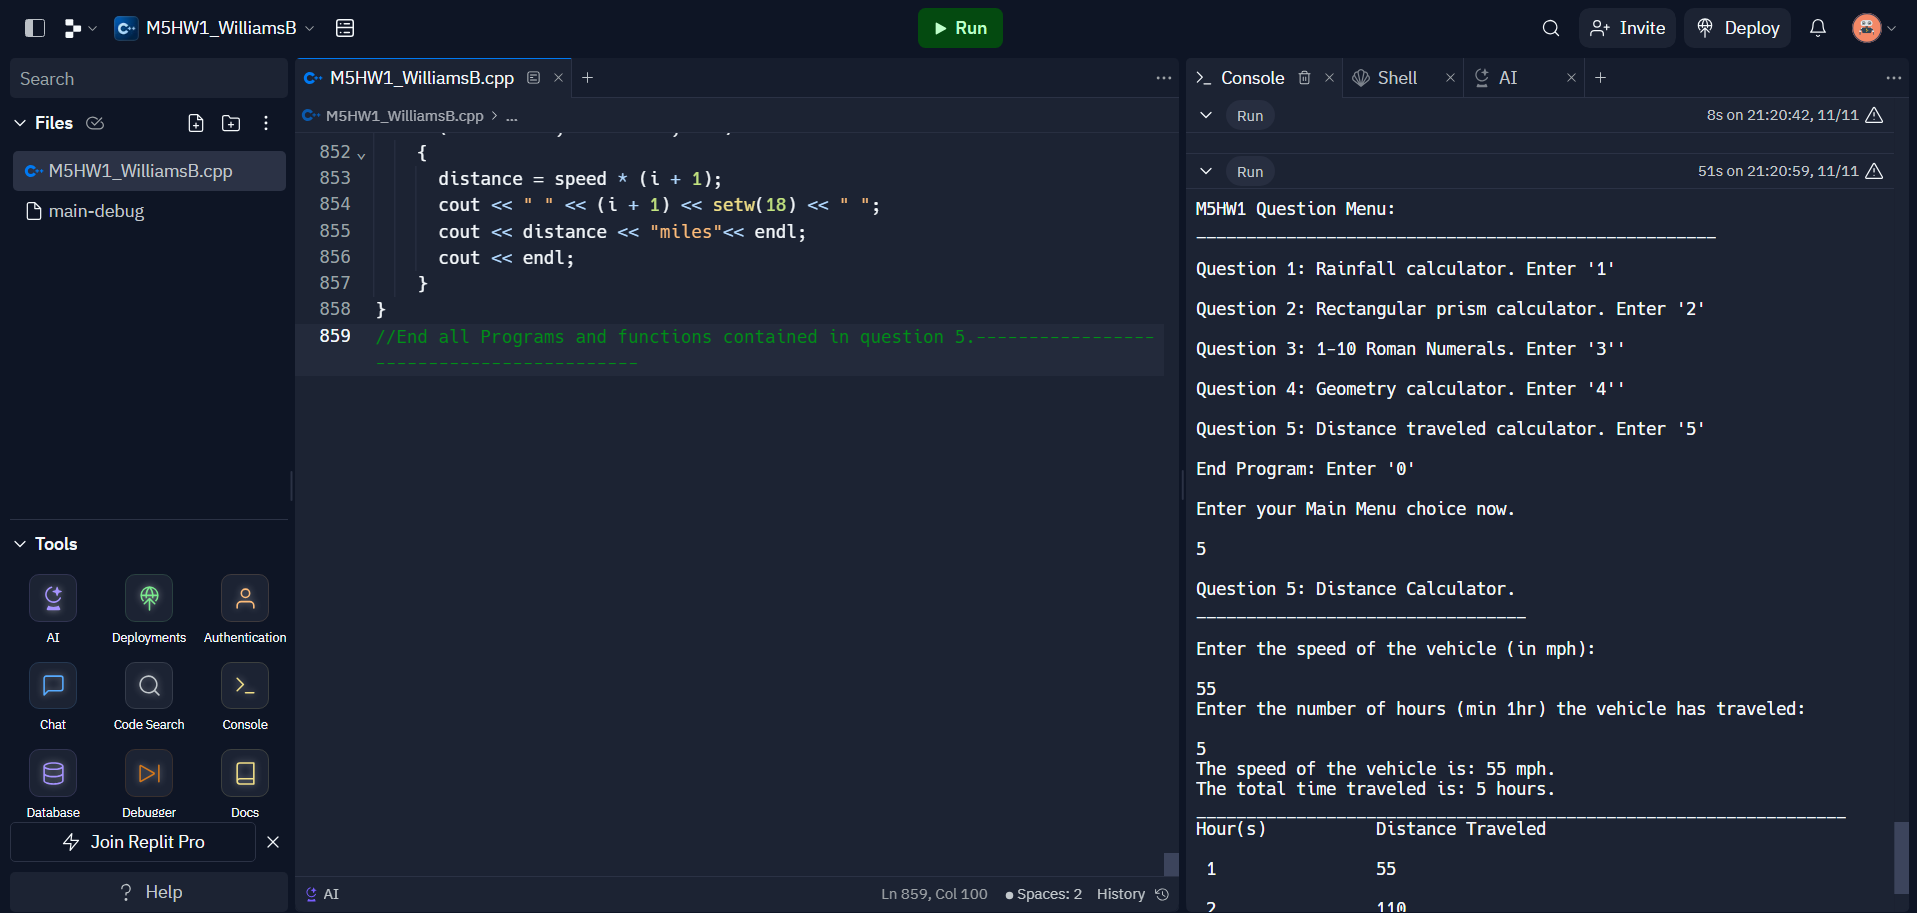 M5HW1_WilliamsB
Run
Invite
Deploy
Search
Files
M5HW1_WilliamsB.cpp
main-debug
Tools
AI
Deployments
Authentication
Chat
Code Search
Console
Database
Debugger
Docs
Join Replit Pro
? Help
M5HW1_WilliamsB.cpp
M5HW1_WilliamsB.cpp > ...
852 {
853 distance = speed * (i + 1);
854 cout << " " << (i + 1) << setw(18) << " ";
855 cout << distance << "miles"<< endl;
856 cout << endl;
857 }
858 }
859 //End all Programs and functions contained in question 5.-----------------
-------------------------
AI
Ln 859, Col 100
Spaces: 2
History
Console
Shell
AI
Run
8s on 21:20:42, 11/11
Run
51s on 21:20:59, 11/11
M5HW1 Question Menu:
----------------------------------------------------
Question 1: Rainfall calculator. Enter '1'
Question 2: Rectangular prism calculator. Enter '2'
Question 3: 1-10 Roman Numerals. Enter '3''
Question 4: Geometry calculator. Enter '4''
Question 5: Distance traveled calculator. Enter '5'
End Program: Enter '0'
Enter your Main Menu choice now.
5
Question 5: Distance Calculator.
---------------------------------
Enter the speed of the vehicle (in mph):
55
Enter the number of hours (min 1hr) the vehicle has traveled:
5
The speed of the vehicle is: 55 mph.
The total time traveled is: 5 hours.
_________________________________________________________________
Hour(s) Distance Traveled
1 55
2 110